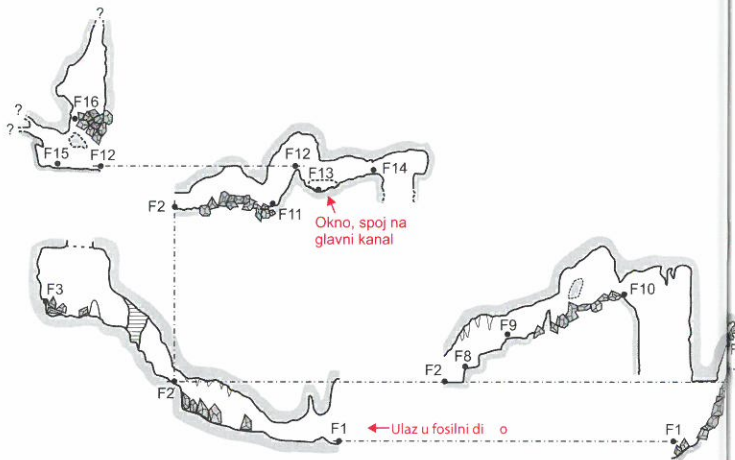 ?
F16
?
?
F15
F12
F12
F13
F14
F2
F11
Okno, spoj na
glavni kanal
F3
F10
F9
F8
F2
F2
F1
Ulaz u fosilni di o
F1